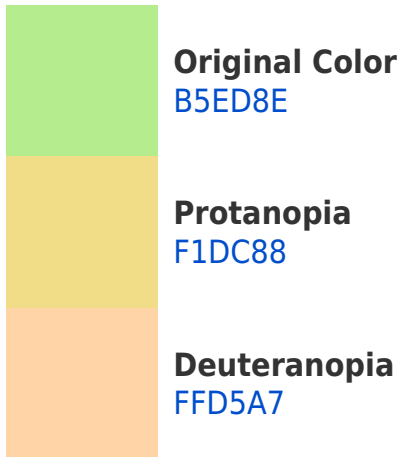 Original Color
B5ED8E
Protanopia
F1DC88
Deuteranopia
FFD5A7